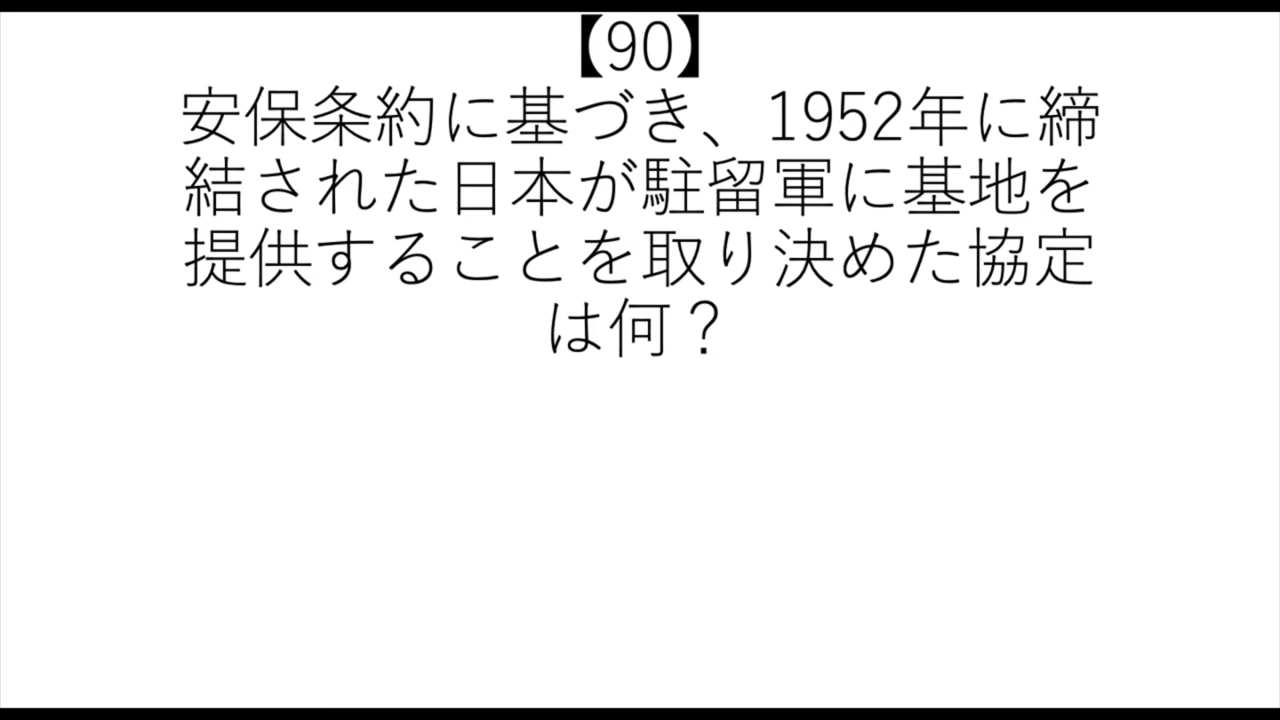 【90】
安保条約に基づき、1952年に締
結された日本が駐留軍に基地を
提供することを取り決めた協定
は何？